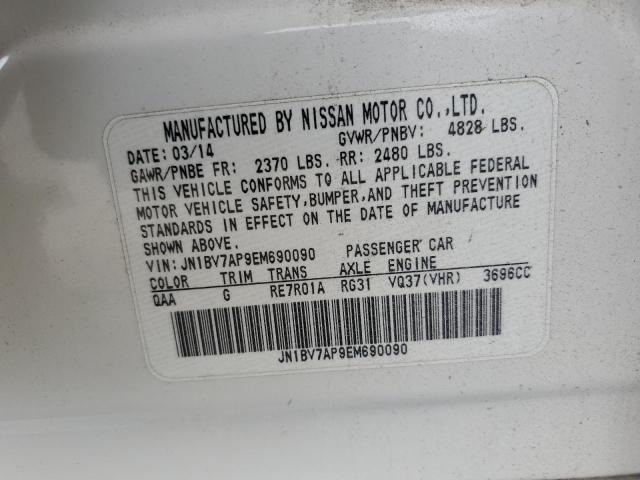 MANUFACTURED BY NISSAN MOTOR CO.,LTD.
DATE: 03/14 GVWR/PNBV: 4828 LBS.
GAWR/PNBE FR: 2370 LBS. RR: 2480 LBS.
THIS VEHICLE CONFORMS TO ALL APPLICABLE FEDERAL
MOTOR VEHICLE SAFETY,BUMPER,AND THEFT PREVENTION
STANDARDS IN EFFECT ON THE DATE OF MANUFACTURE
SHOWN ABOVE.
VIN: JN1BV7AP9EM690090 PASSENGER CAR
COLOR TRIM TRANS AXLE ENGINE
QAA G RE7R01A RG31 VQ37(VHR) 3696CC
JN1BV7AP9EM690090